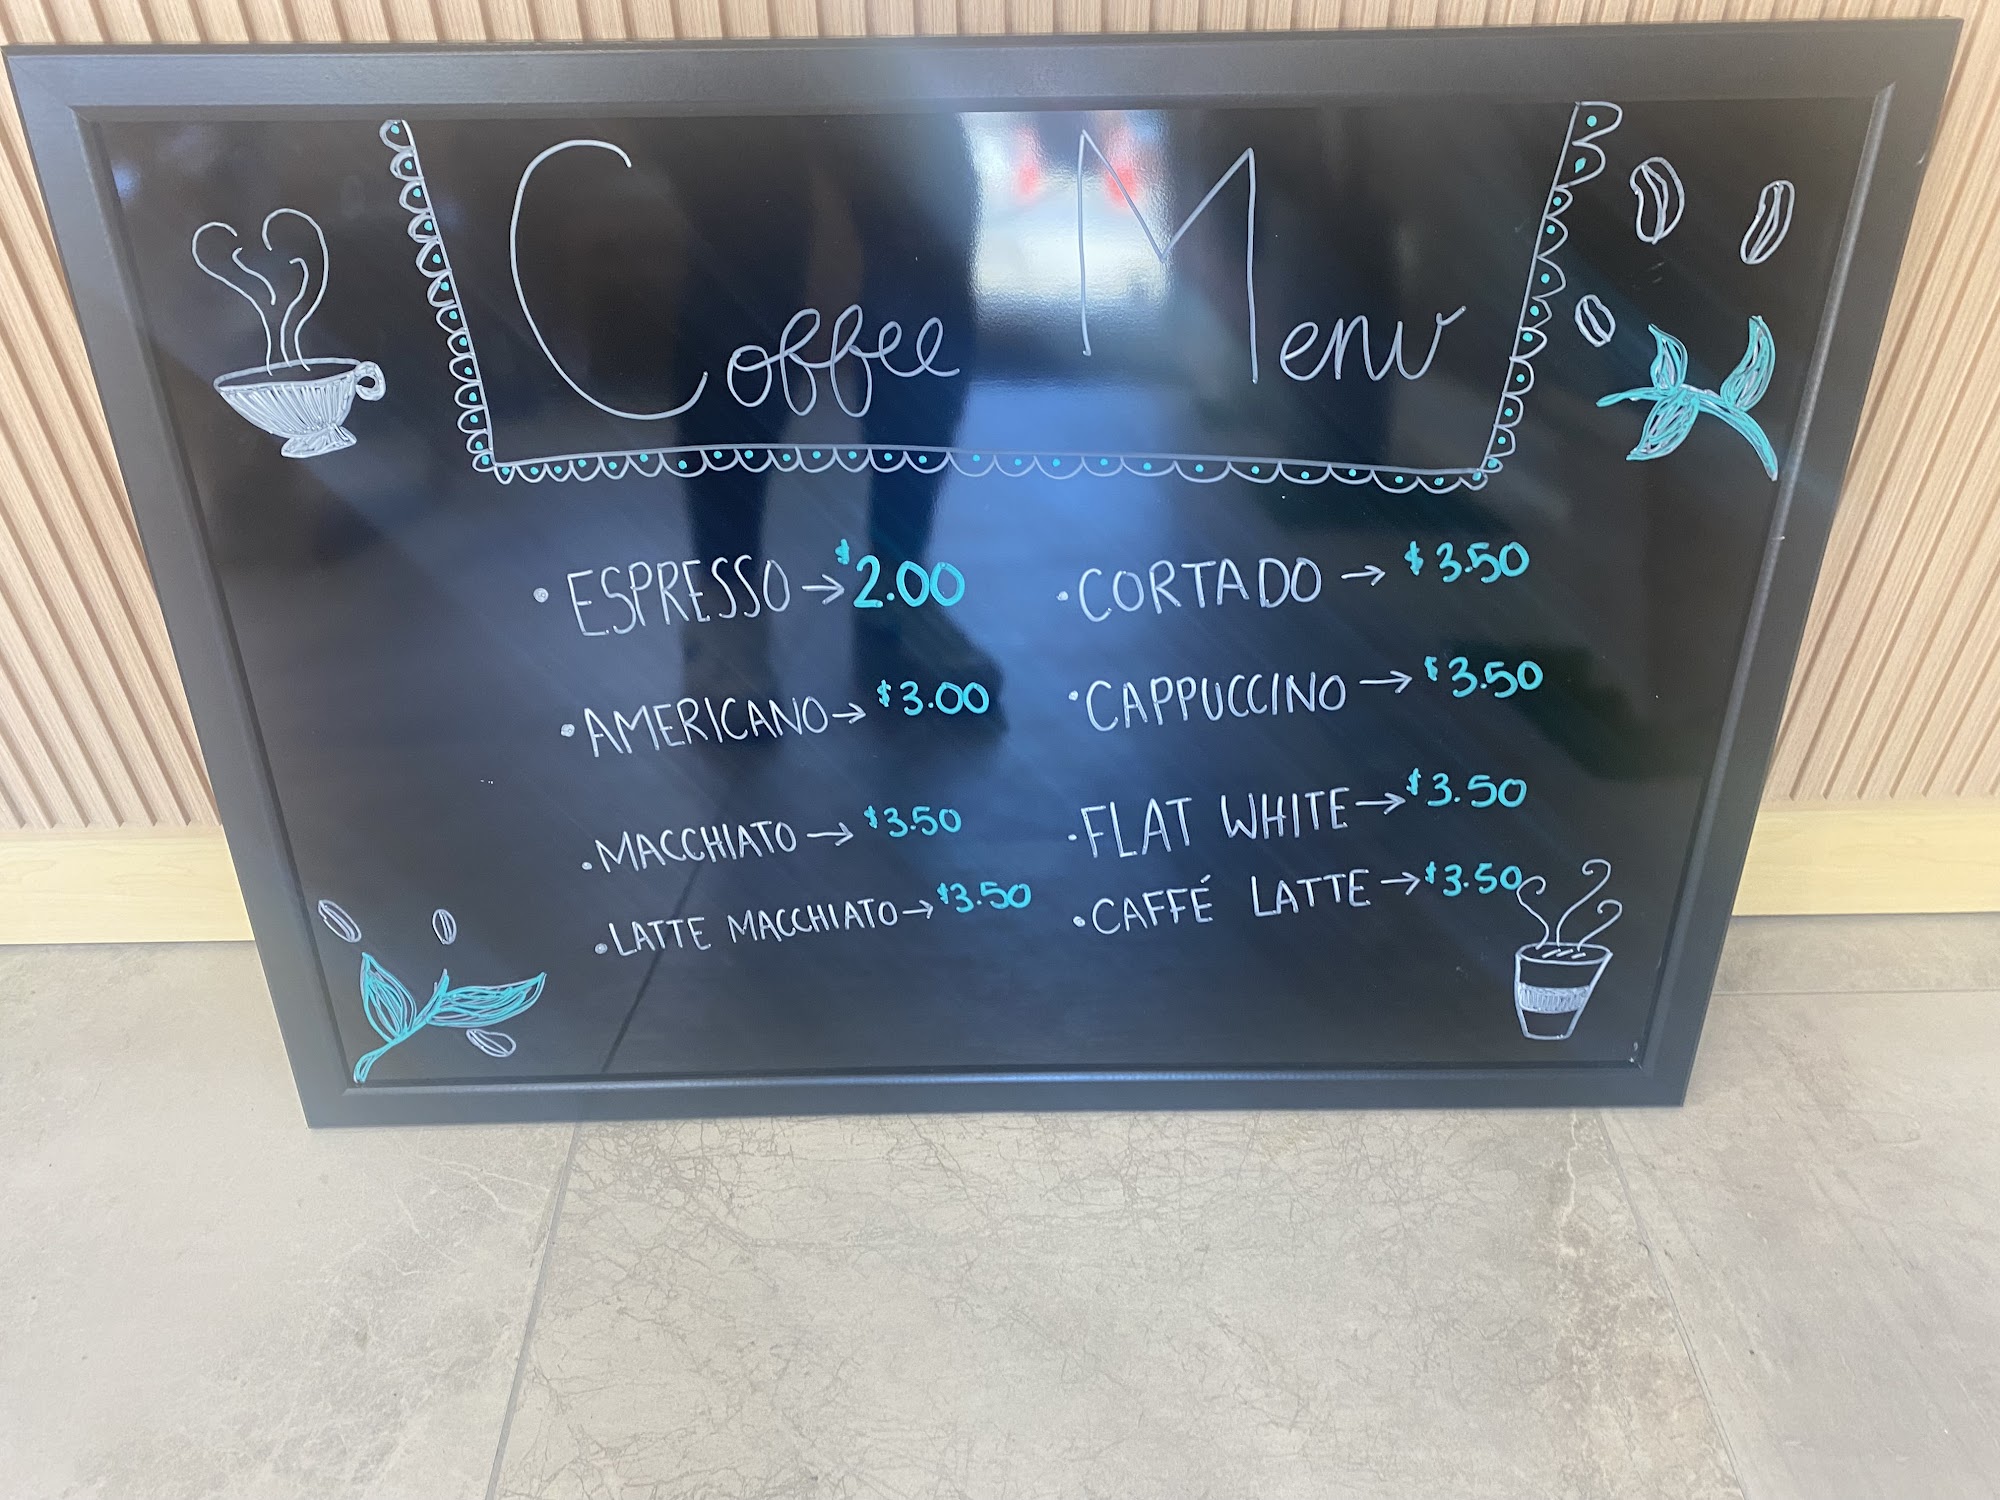 Coffee Menu
• ESPRESSO → $2.00
• AMERICANO → $3.00
• MACCHIATO → $3.50
• LATTE MACCHIATO → $3.50
• CORTADO → $3.50
• CAPPUCCINO → $3.50
• FLAT WHITE → $3.50
• CAFFÉ LATTE → $3.50